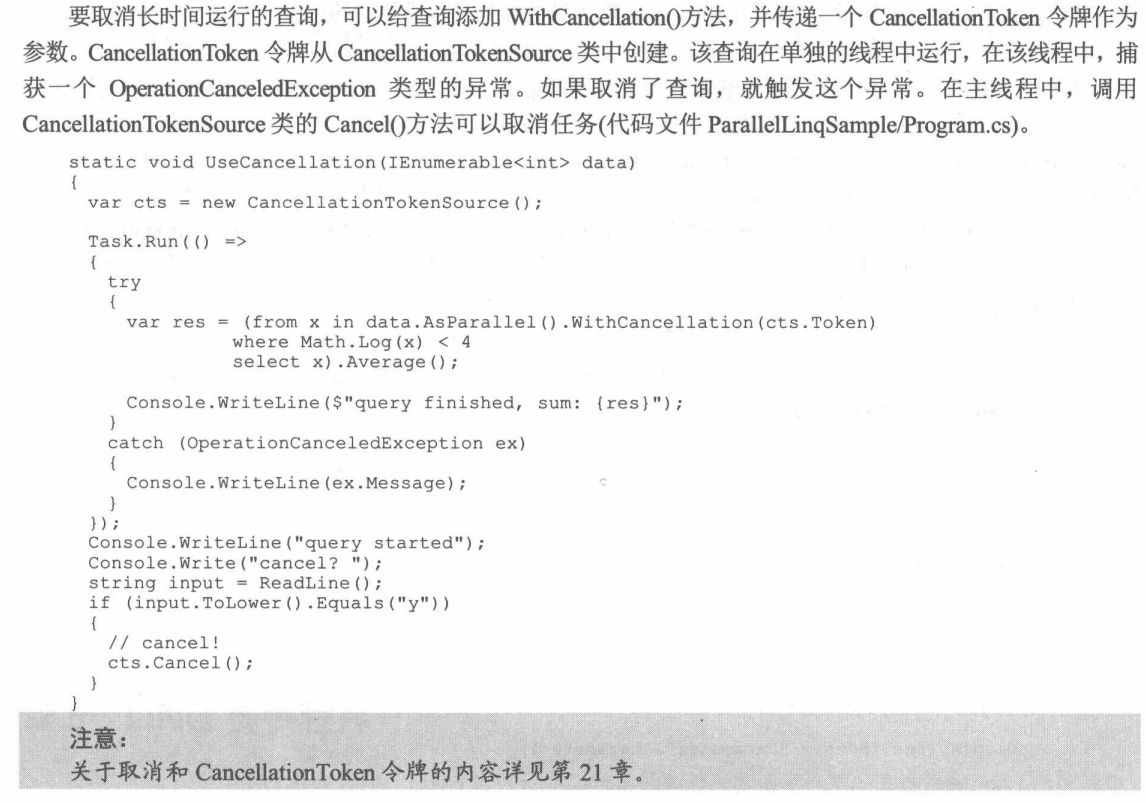 要取消长时间运行的查询，可以给查询添加 WithCancellation()方法，并传递一个 CancellationToken 令牌作为
参数。CancellationToken 令牌从 CancellationTokenSource 类中创建。该查询在单独的线程中运行，在该线程中，捕
获一个 OperationCanceledException 类型的异常。如果取消了查询，就触发这个异常。在主线程中，调用
CancellationTokenSource 类的 Cancel()方法可以取消任务(代码文件 ParallelLinqSample/Program.cs)。
static void UseCancellation(IEnumerable<int> data)
{
  var cts = new CancellationTokenSource();
  Task.Run(() =>
  {
    try
    {
      var res = (from x in data.AsParallel().WithCancellation(cts.Token)
                 where Math.Log(x) < 4
                 select x).Average();
      Console.WriteLine($"query finished, sum: {res}");
    }
    catch (OperationCanceledException ex)
    {
      Console.WriteLine(ex.Message);
    }
  });
  Console.WriteLine("query started");
  Console.Write("cancel? ");
  string input = ReadLine();
  if (input.ToLower().Equals("y"))
  {
    // cancel!
    cts.Cancel();
  }
}
注意：
关于取消和 CancellationToken 令牌的内容详见第 21 章。